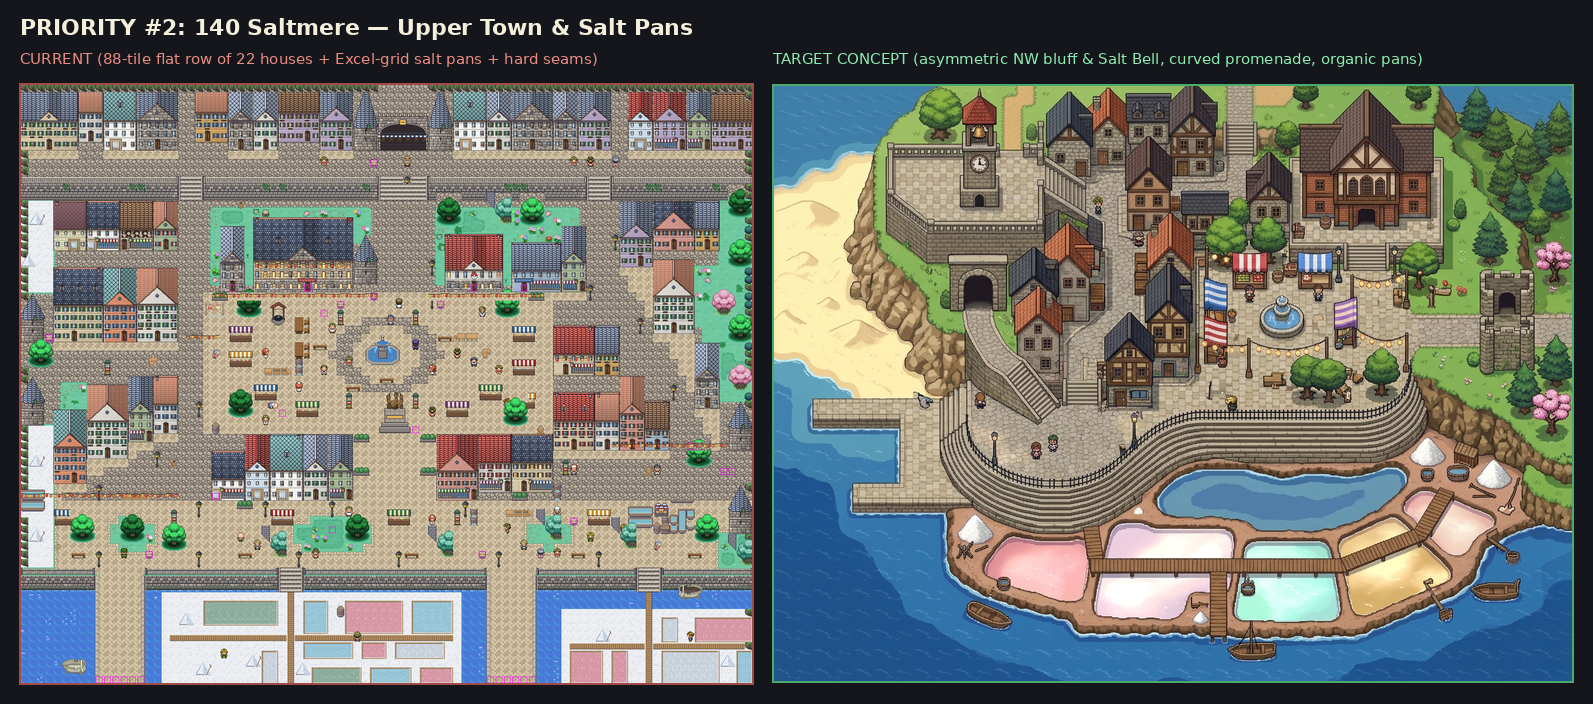 PRIORITY #2: 140 Saltmere — Upper Town & Salt Pans
CURRENT (88-tile flat row of 22 houses + Excel-grid salt pans + hard seams)
TARGET CONCEPT (asymmetric NW bluff & Salt Bell, curved promenade, organic pans)